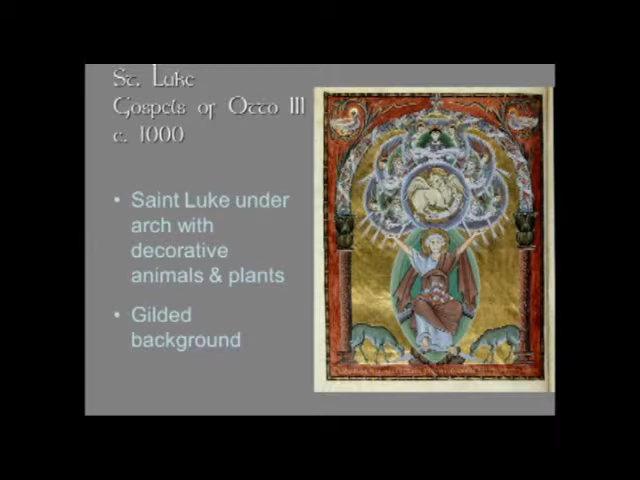 St. Luke
Gospels of Otto III
c. 1000
• Saint Luke under
arch with
decorative
animals & plants
• Gilded
background